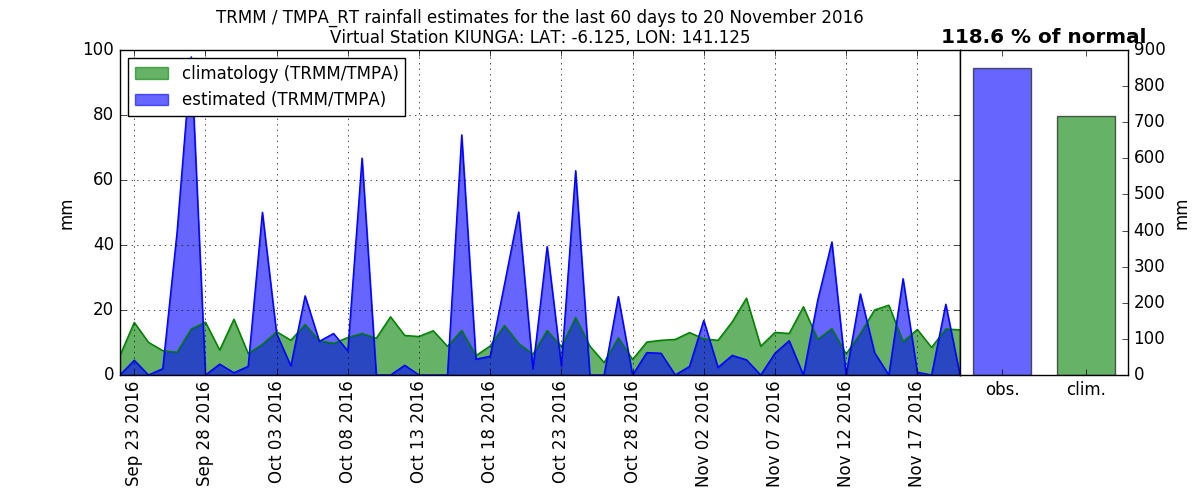 TRMM / TMPA_RT rainfall estimates for the last 60 days to 20 November 2016
Virtual Station KIUNGA: LAT: -6.125, LON: 141.125
118.6 % of normal
climatology (TRMM/TMPA)
estimated (TRMM/TMPA)
100
80
60
40
20
0
mm
900
800
700
600
500
400
300
200
100
0
mm
obs.
clim.
Sep 23 2016
Sep 28 2016
Oct 03 2016
Oct 08 2016
Oct 13 2016
Oct 18 2016
Oct 23 2016
Oct 28 2016
Nov 02 2016
Nov 07 2016
Nov 12 2016
Nov 17 2016